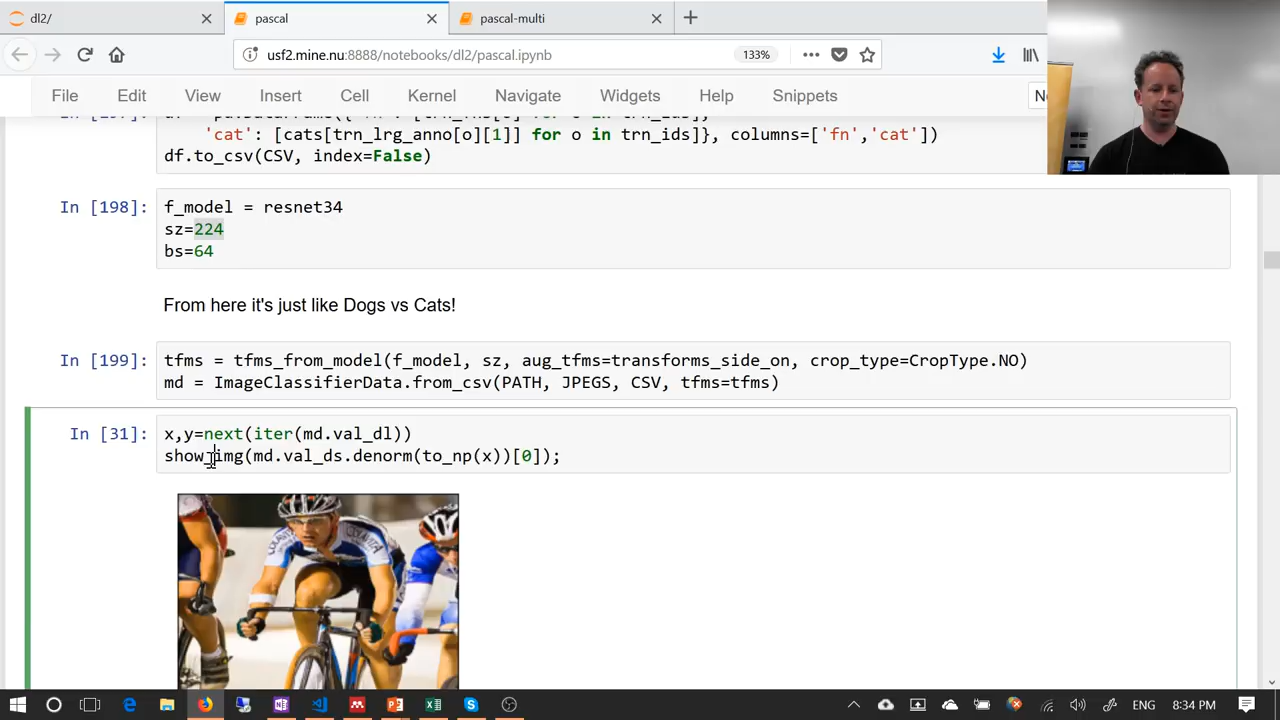 dl2/
pascal
pascal-multi
usf2.mine.nu:8888/notebooks/dl2/pascal.ipynb
133%
File Edit View Insert Cell Kernel Navigate Widgets Help Snippets
'cat': [cats[trn_lrg_anno[o][1]] for o in trn_ids]}, columns=['fn','cat'])
df.to_csv(CSV, index=False)
In [198]:
f_model = resnet34
sz=224
bs=64
From here it's just like Dogs vs Cats!
In [199]:
tfms = tfms_from_model(f_model, sz, aug_tfms=transforms_side_on, crop_type=CropType.NO)
md = ImageClassifierData.from_csv(PATH, JPEGS, CSV, tfms=tfms)
In [31]:
x,y=next(iter(md.val_dl))
show_img(md.val_ds.denorm(to_np(x))[0]);
ENG
8:34 PM